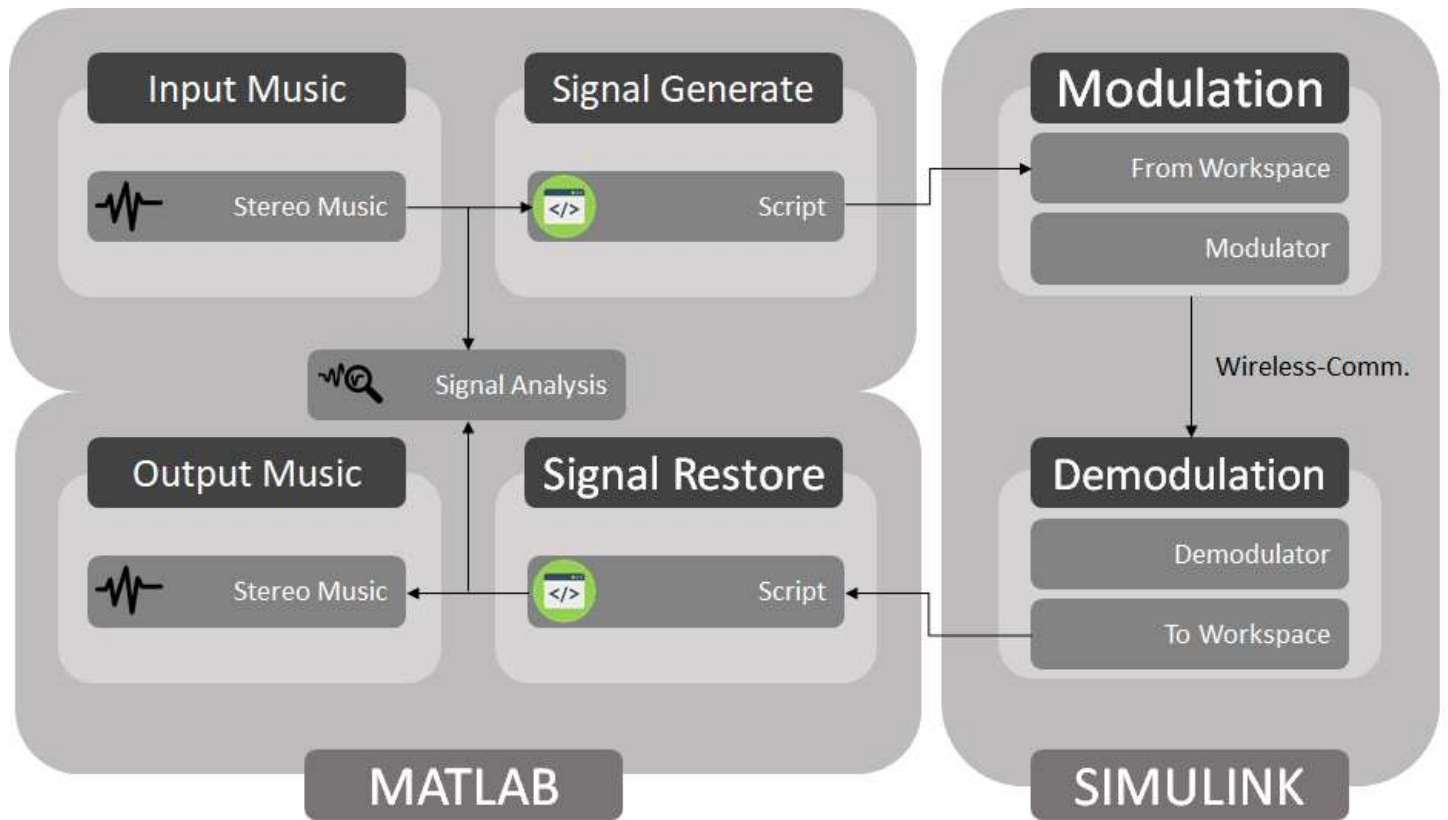 Input Music
Stereo Music
Signal Generate
</>
Script
Modulation
From Workspace
Modulator
Signal Analysis
Wireless-Comm.
Output Music
Stereo Music
Signal Restore
</>
Script
Demodulation
Demodulator
To Workspace
MATLAB
SIMULINK